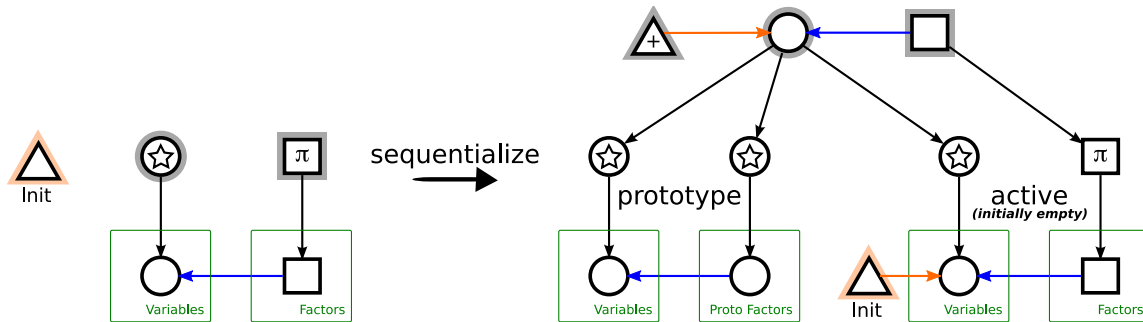 +
π
Init
sequentialize
π
prototype
active
(initially empty)
Variables
Factors
Variables
Proto Factors
Init
Variables
Factors